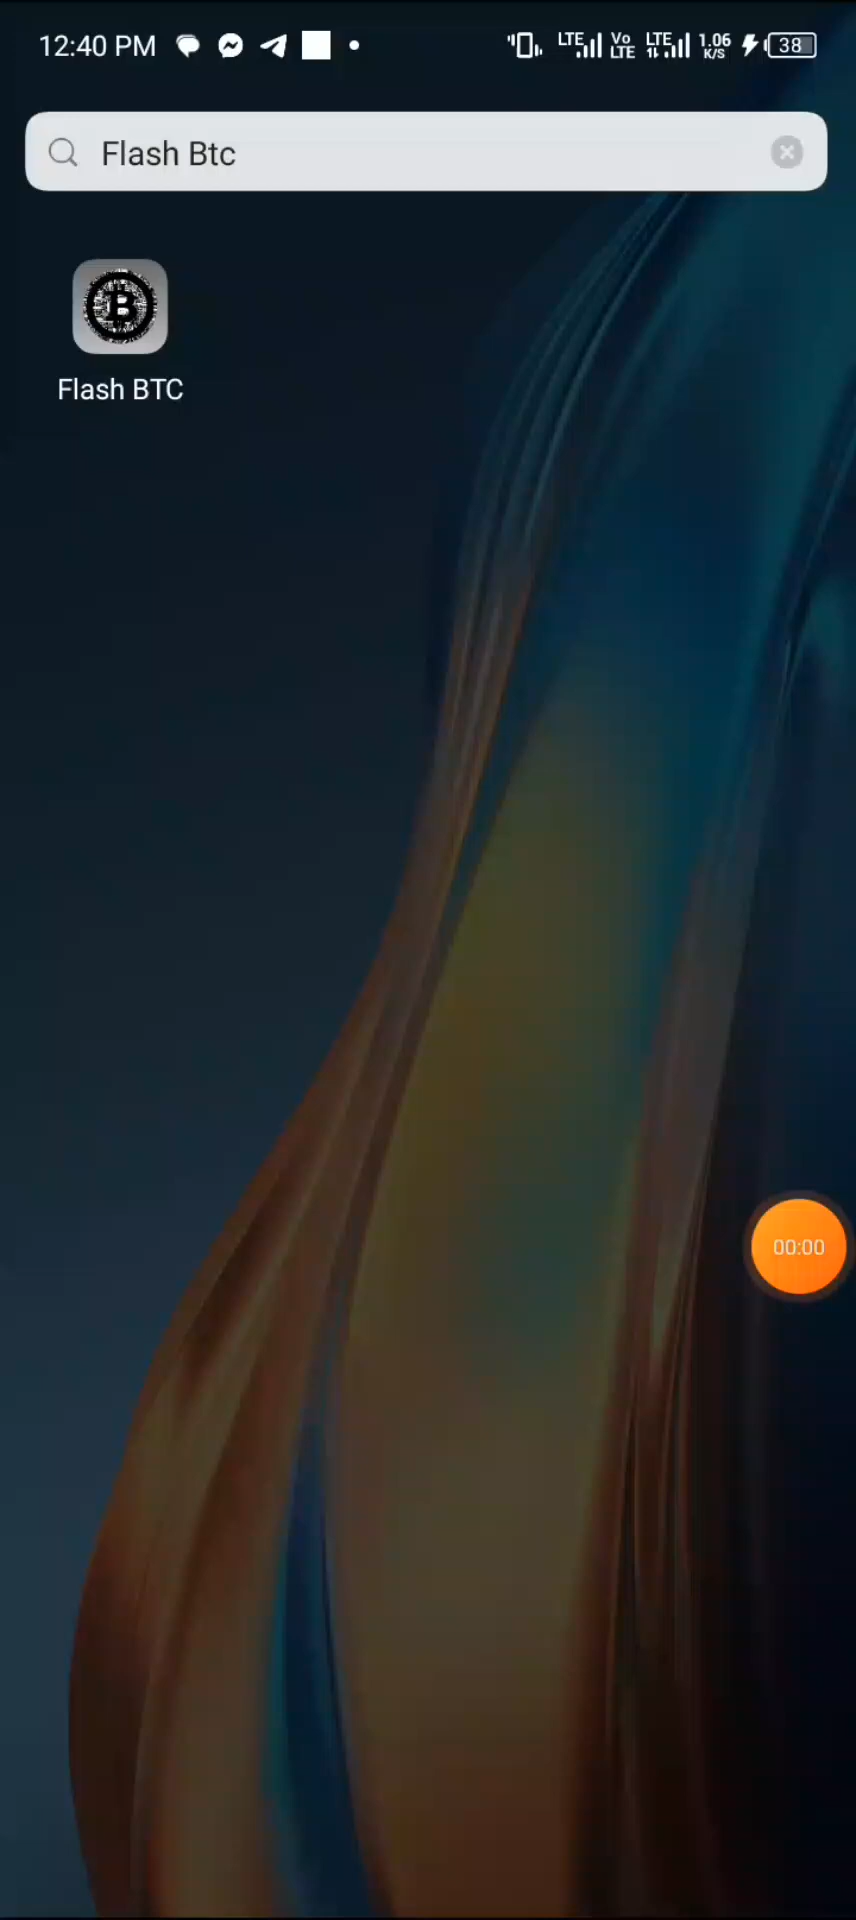 12:40 PM
LTE
Vo
LTE
LTE
1.06
K/S
38
Flash Btc
B
Flash BTC
00:00